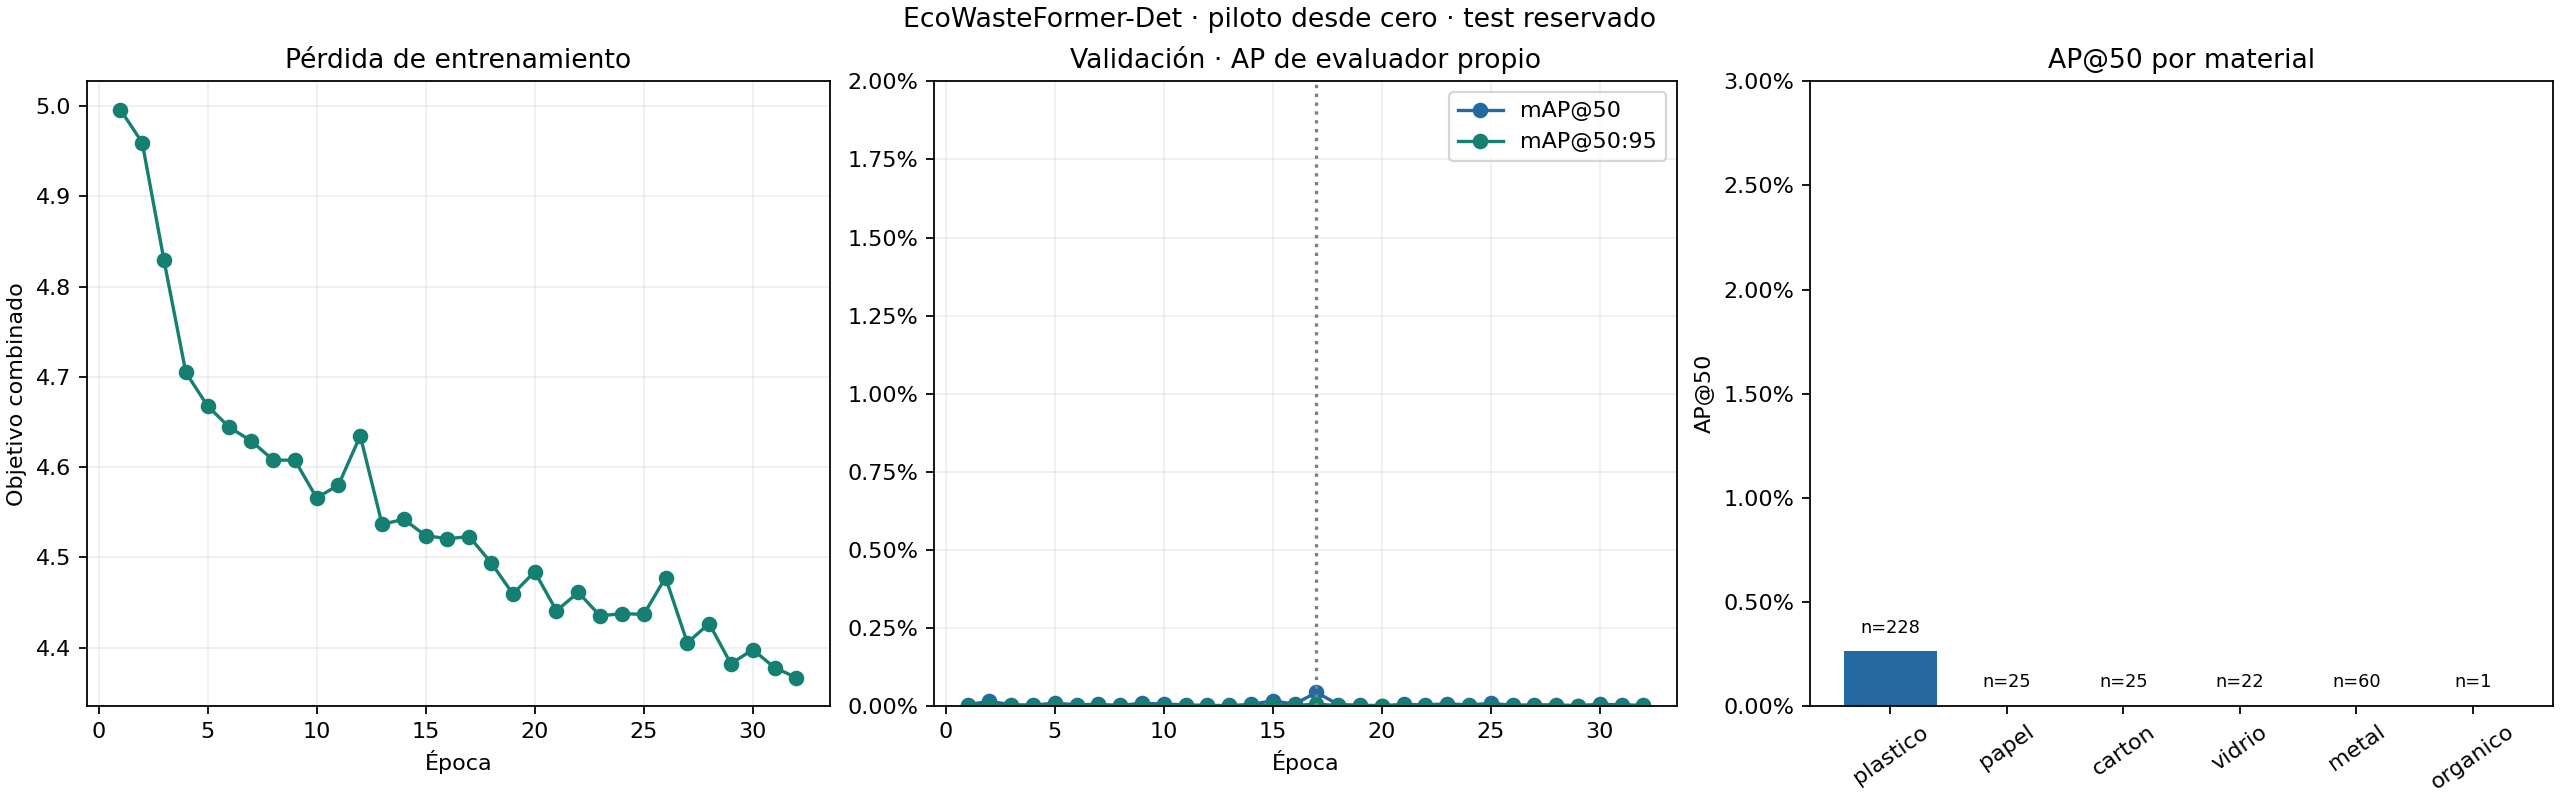 EcoWasteFormer-Det · piloto desde cero · test reservado
Pérdida de entrenamiento
Objetivo combinado
5.0
4.9
4.8
4.7
4.6
4.5
4.4
0
5
10
15
20
25
30
Época
Validación · AP de evaluador propio
2.00%
1.75%
1.50%
1.25%
1.00%
0.75%
0.50%
0.25%
0.00%
mAP@50
mAP@50:95
0
5
10
15
20
25
30
Época
AP@50 por material
AP@50
3.00%
2.50%
2.00%
1.50%
1.00%
0.50%
0.00%
n=228
n=25
n=25
n=22
n=60
n=1
plastico
papel
carton
vidrio
metal
organico